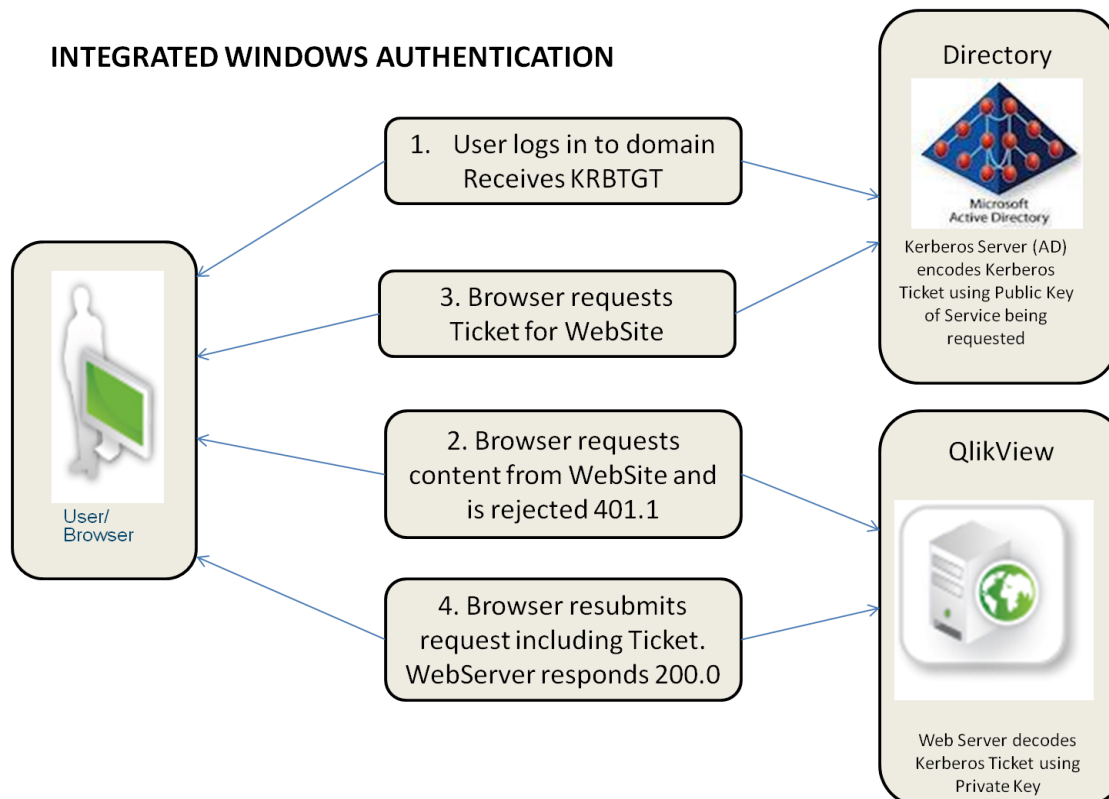 INTEGRATED WINDOWS AUTHENTICATION
Directory
Microsoft
Active Directory
Kerberos Server (AD)
encodes Kerberos
Ticket using Public Key
of Service being
requested
1. User logs in to domain
Receives KRBTGT
3. Browser requests
Ticket for WebSite
User/
Browser
2. Browser requests
content from WebSite and
is rejected 401.1
4. Browser resubmits
request including Ticket.
WebServer responds 200.0
QlikView
Web Server decodes
Kerberos Ticket using
Private Key